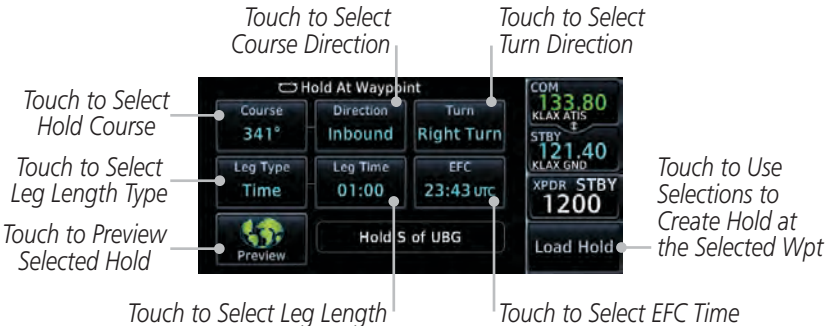 Touch to Select
Course Direction
Touch to Select
Turn Direction
Touch to Select
Hold Course
Touch to Select
Leg Length Type
Touch to Preview
Selected Hold
Hold At Waypoint
Course
341°
Direction
Inbound
Turn
Right Turn
Leg Type
Time
Leg Time
01:00
EFC
23:43 UTC
Preview
Hold S of UBG
COM
133.80
KLAX ATIS
STBY
121.40
KLAX GND
XPDR STBY
1200
Load Hold
Touch to Use
Selections to
Create Hold at
the Selected Wpt
Touch to Select Leg Length
Touch to Select EFC Time